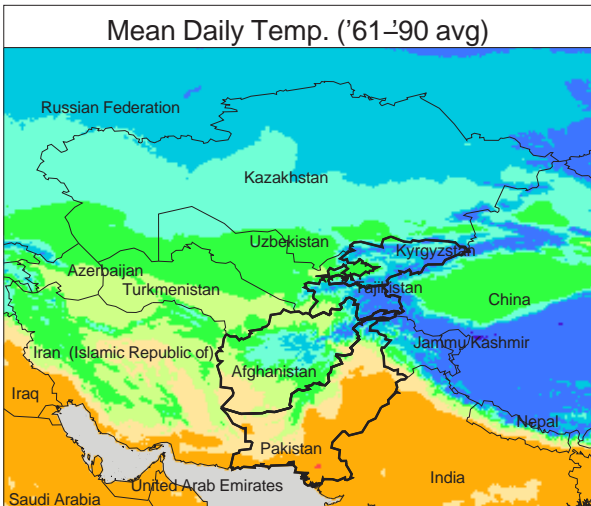 Mean Daily Temp. ('61–'90 avg)
Russian Federation
Kazakhstan
Uzbekistan
Kyrgyzstan
Azerbaijan
Turkmenistan
Tajikistan
China
Iran (Islamic Republic of)
Jammu Kashmir
Afghanistan
Iraq
Nepal
Pakistan
India
United Arab Emirates
Saudi Arabia